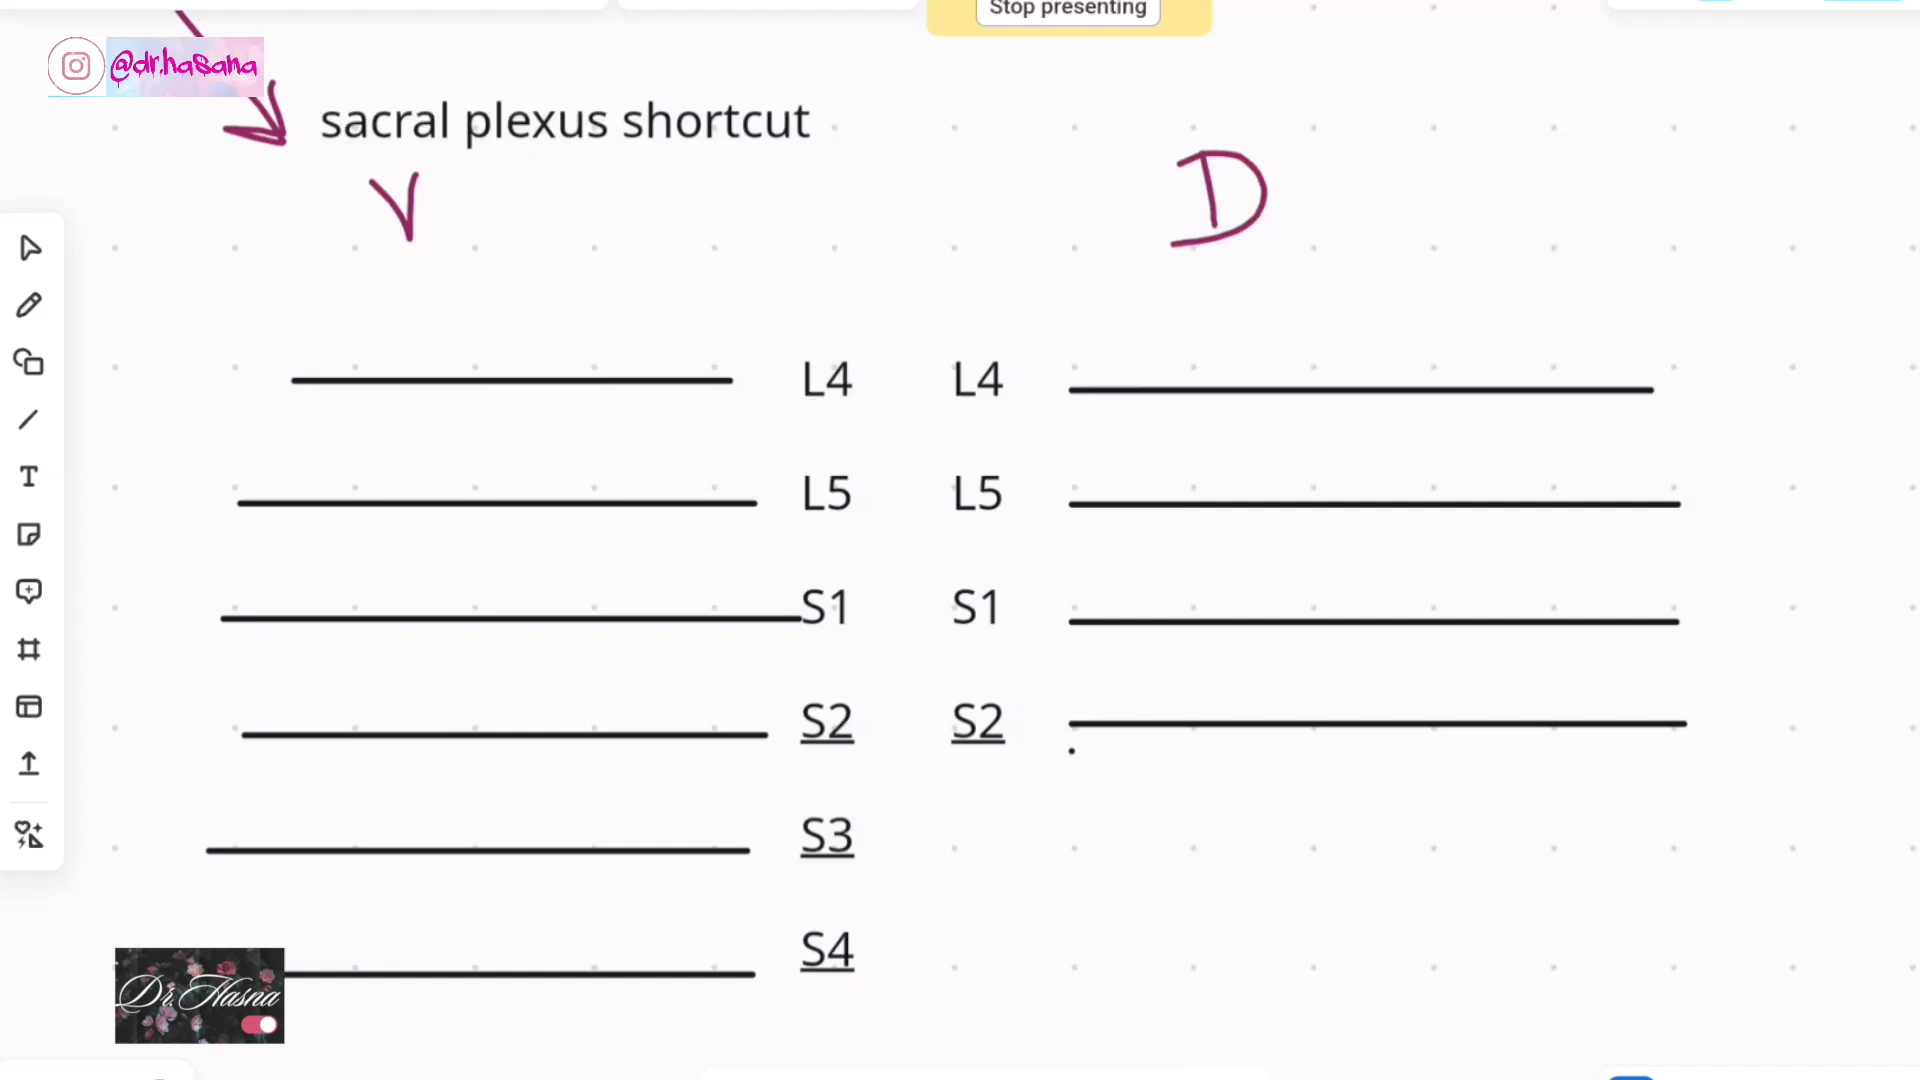 Stop presenting
@dr.hasana
sacral plexus shortcut
V D
L4 L4
L5 L5
S1 S1
S2 S2
S3
S4
Dr. Hasna